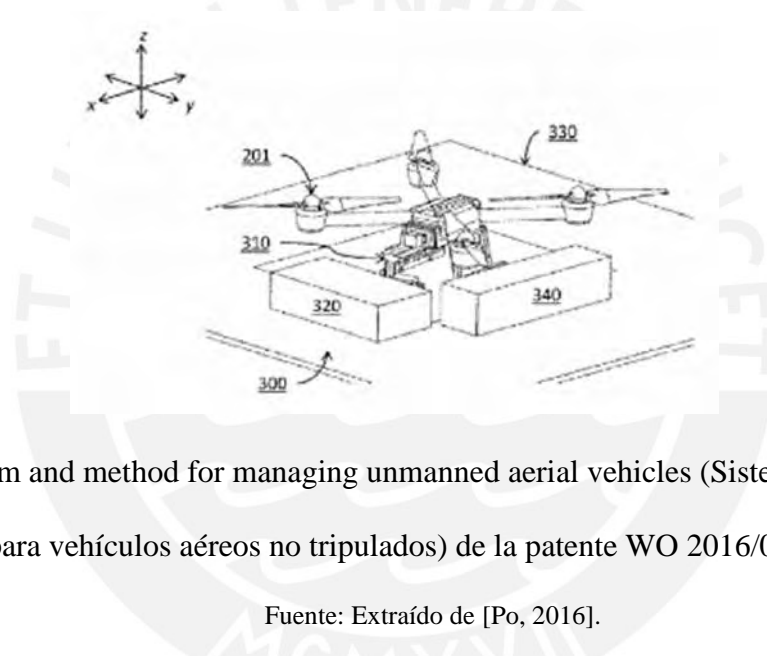 z
x
y
201
330
310
320
340
300
m and method for managing unmanned aerial vehicles (Siste
para vehículos aéreos no tripulados) de la patente WO 2016/0
Fuente: Extraído de [Po, 2016].